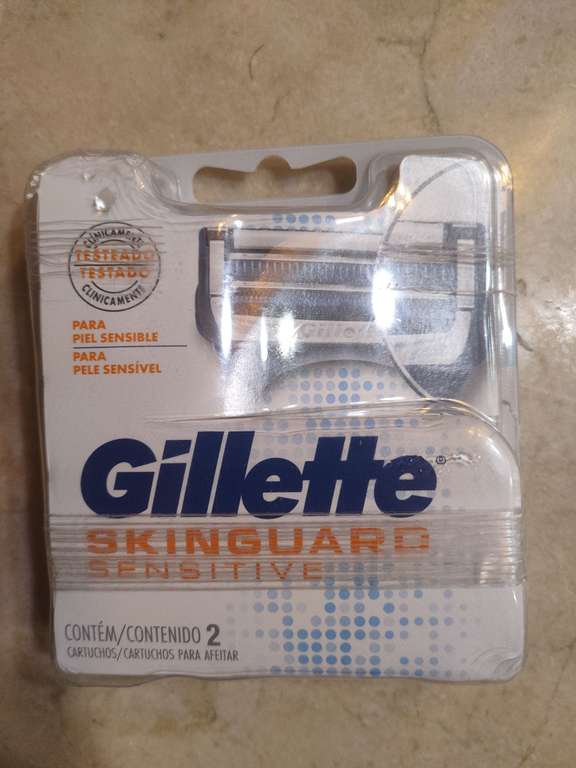 CLINICAMENTE
TESTEADO
TESTADO
CLINICAMENTE
PARA
PIEL SENSIBLE
PARA
PELE SENSÍVEL
Gillette
Gillette
SKINGUARD
SENSITIVE
CONTÉM/CONTENIDO 2
CARTUCHOS/CARTUCHOS PARA AFEITAR